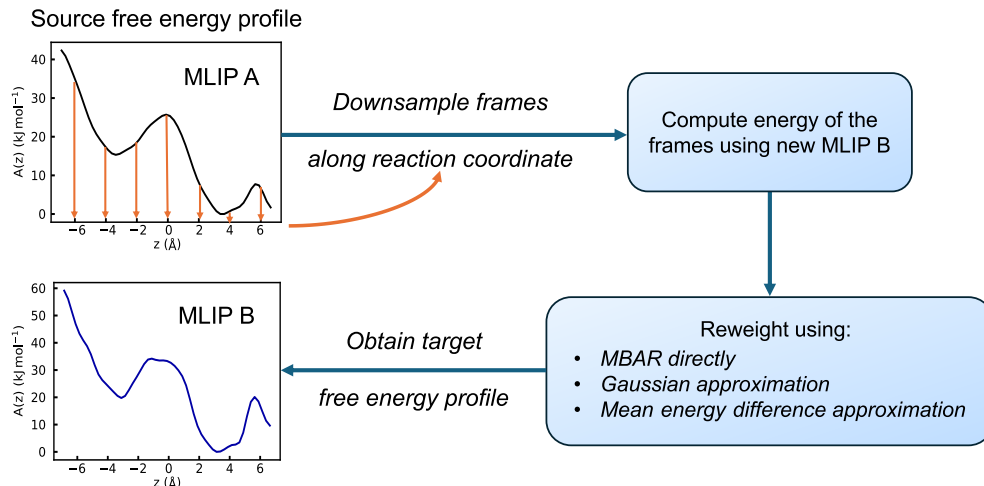 Source free energy profile
MLIP A
A(z) (kJ mol⁻¹)
40
30
20
10
0
−6 −4 −2 0 2 4 6
z (Å)
Downsample frames
along reaction coordinate
Compute energy of the
frames using new MLIP B
MLIP B
A(z) (kJ mol⁻¹)
60
50
40
30
20
10
0
−6 −4 −2 0 2 4 6
z (Å)
Obtain target
free energy profile
Reweight using:
• MBAR directly
• Gaussian approximation
• Mean energy difference approximation